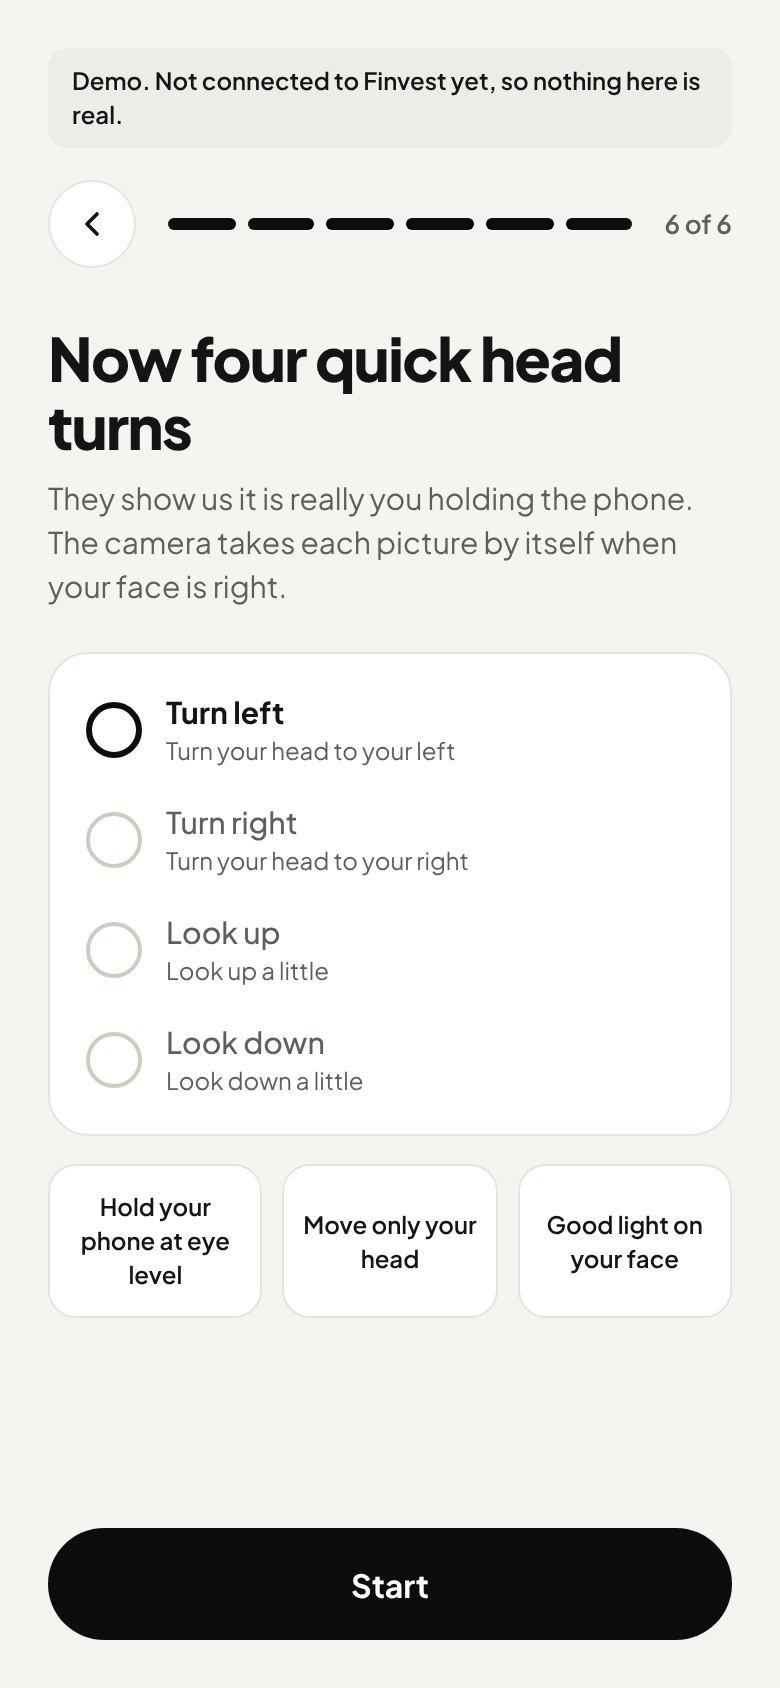 Demo. Not connected to Finvest yet, so nothing here is
real.
6 of 6
Now four quick head
turns
They show us it is really you holding the phone.
The camera takes each picture by itself when
your face is right.
Turn left
Turn your head to your left
Turn right
Turn your head to your right
Look up
Look up a little
Look down
Look down a little
Hold your
phone at eye
level
Move only your
head
Good light on
your face
Start